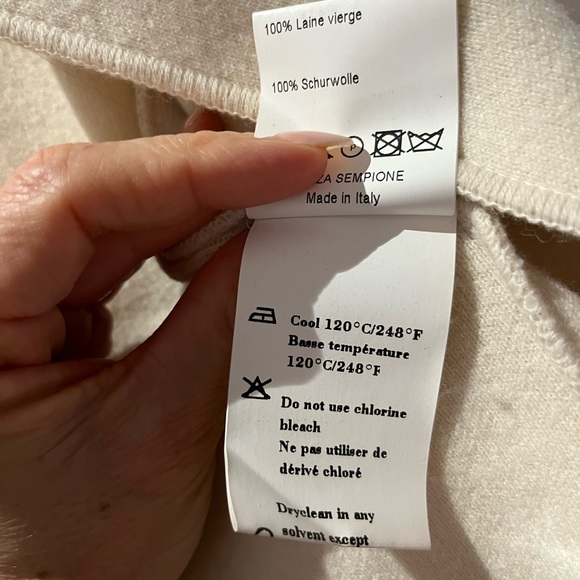 100% Laine vierge
100% Schurwolle
P
SEMPIONE
Made in Italy
Cool 120°C/248°F
Basse température
120°C/248°F
Do not use chlorine
bleach
Ne pas utiliser de
dérivé chloré
Dryclean in any
solvent except